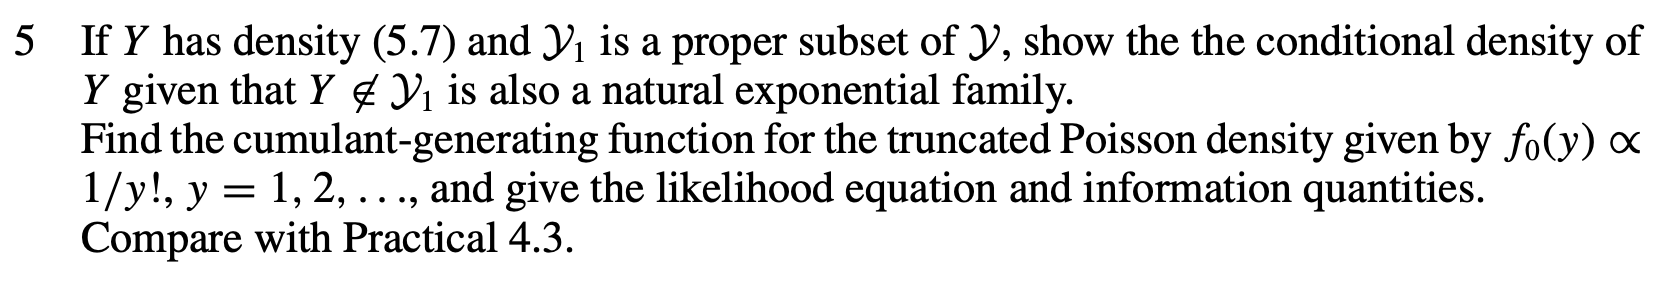 5 If Y has density (5.7) and 𝒴₁ is a proper subset of 𝒴, show the the conditional density of
Y given that Y ∉ 𝒴₁ is also a natural exponential family.
Find the cumulant-generating function for the truncated Poisson density given by f₀(y) ∝
1/y!, y = 1, 2, . . ., and give the likelihood equation and information quantities.
Compare with Practical 4.3.